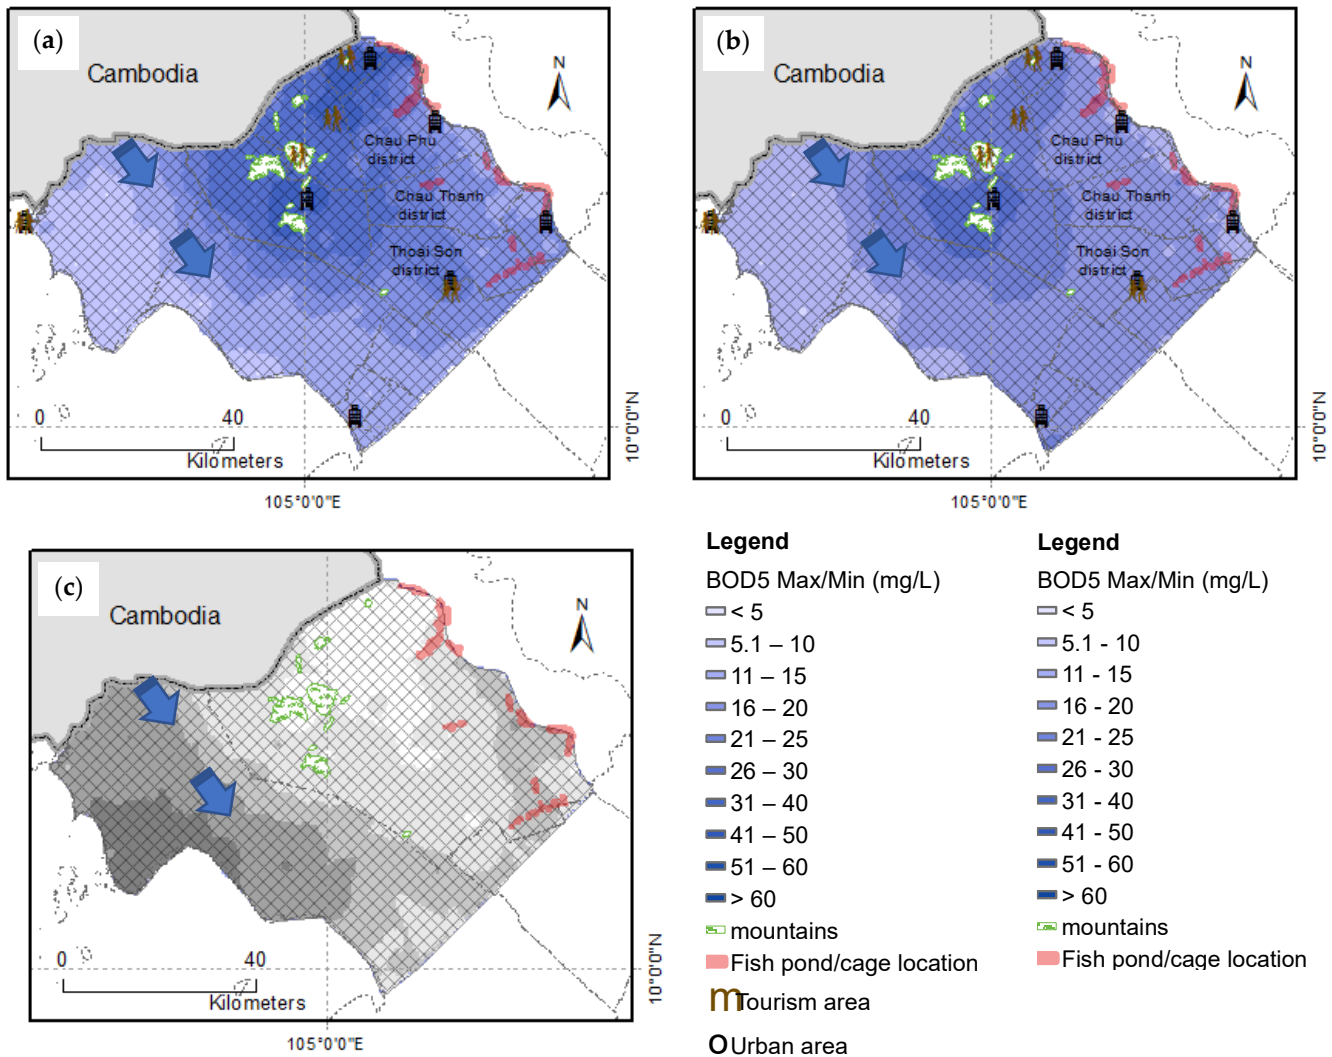 (a)
Cambodia
N
Chau Phu
district
Chau Thanh
district
Thoai Son
district
0 40
Kilometers
10°0'0"N
105°0'0"E
(b)
Cambodia
N
Chau Phu
district
Chau Thanh
district
Thoai Son
district
0 40
Kilometers
10°0'0"N
105°0'0"E
(c)
Cambodia
N
0 40
Kilometers
10°0'0"N
105°0'0"E
Legend
BOD5 Max/Min (mg/L)
< 5
5.1 – 10
11 – 15
16 – 20
21 – 25
26 – 30
31 – 40
41 – 50
51 – 60
> 60
mountains
Fish pond/cage location
m Tourism area
O Urban area
Legend
BOD5 Max/Min (mg/L)
< 5
5.1 - 10
11 - 15
16 - 20
21 - 25
26 - 30
31 - 40
41 - 50
51 - 60
> 60
mountains
Fish pond/cage location